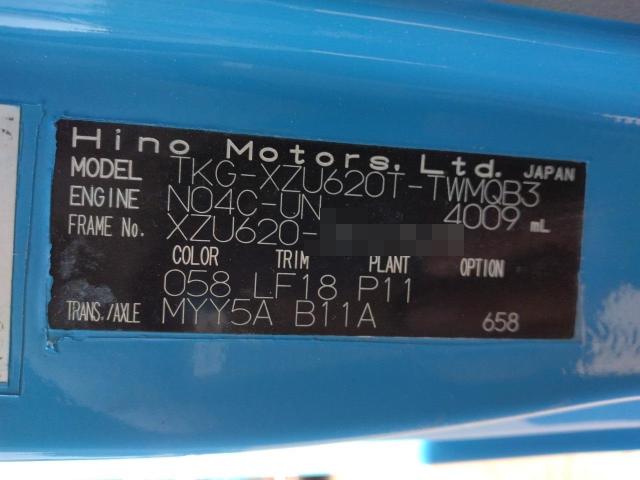 Hino Motors, Ltd. JAPAN
MODEL TKG-XZU620T-TWMQB3
ENGINE N04C-UN 4009 mL
FRAME No. XZU620-
COLOR TRIM PLANT OPTION
058 LF18 P11
TRANS./AXLE MYY5A B11A 658